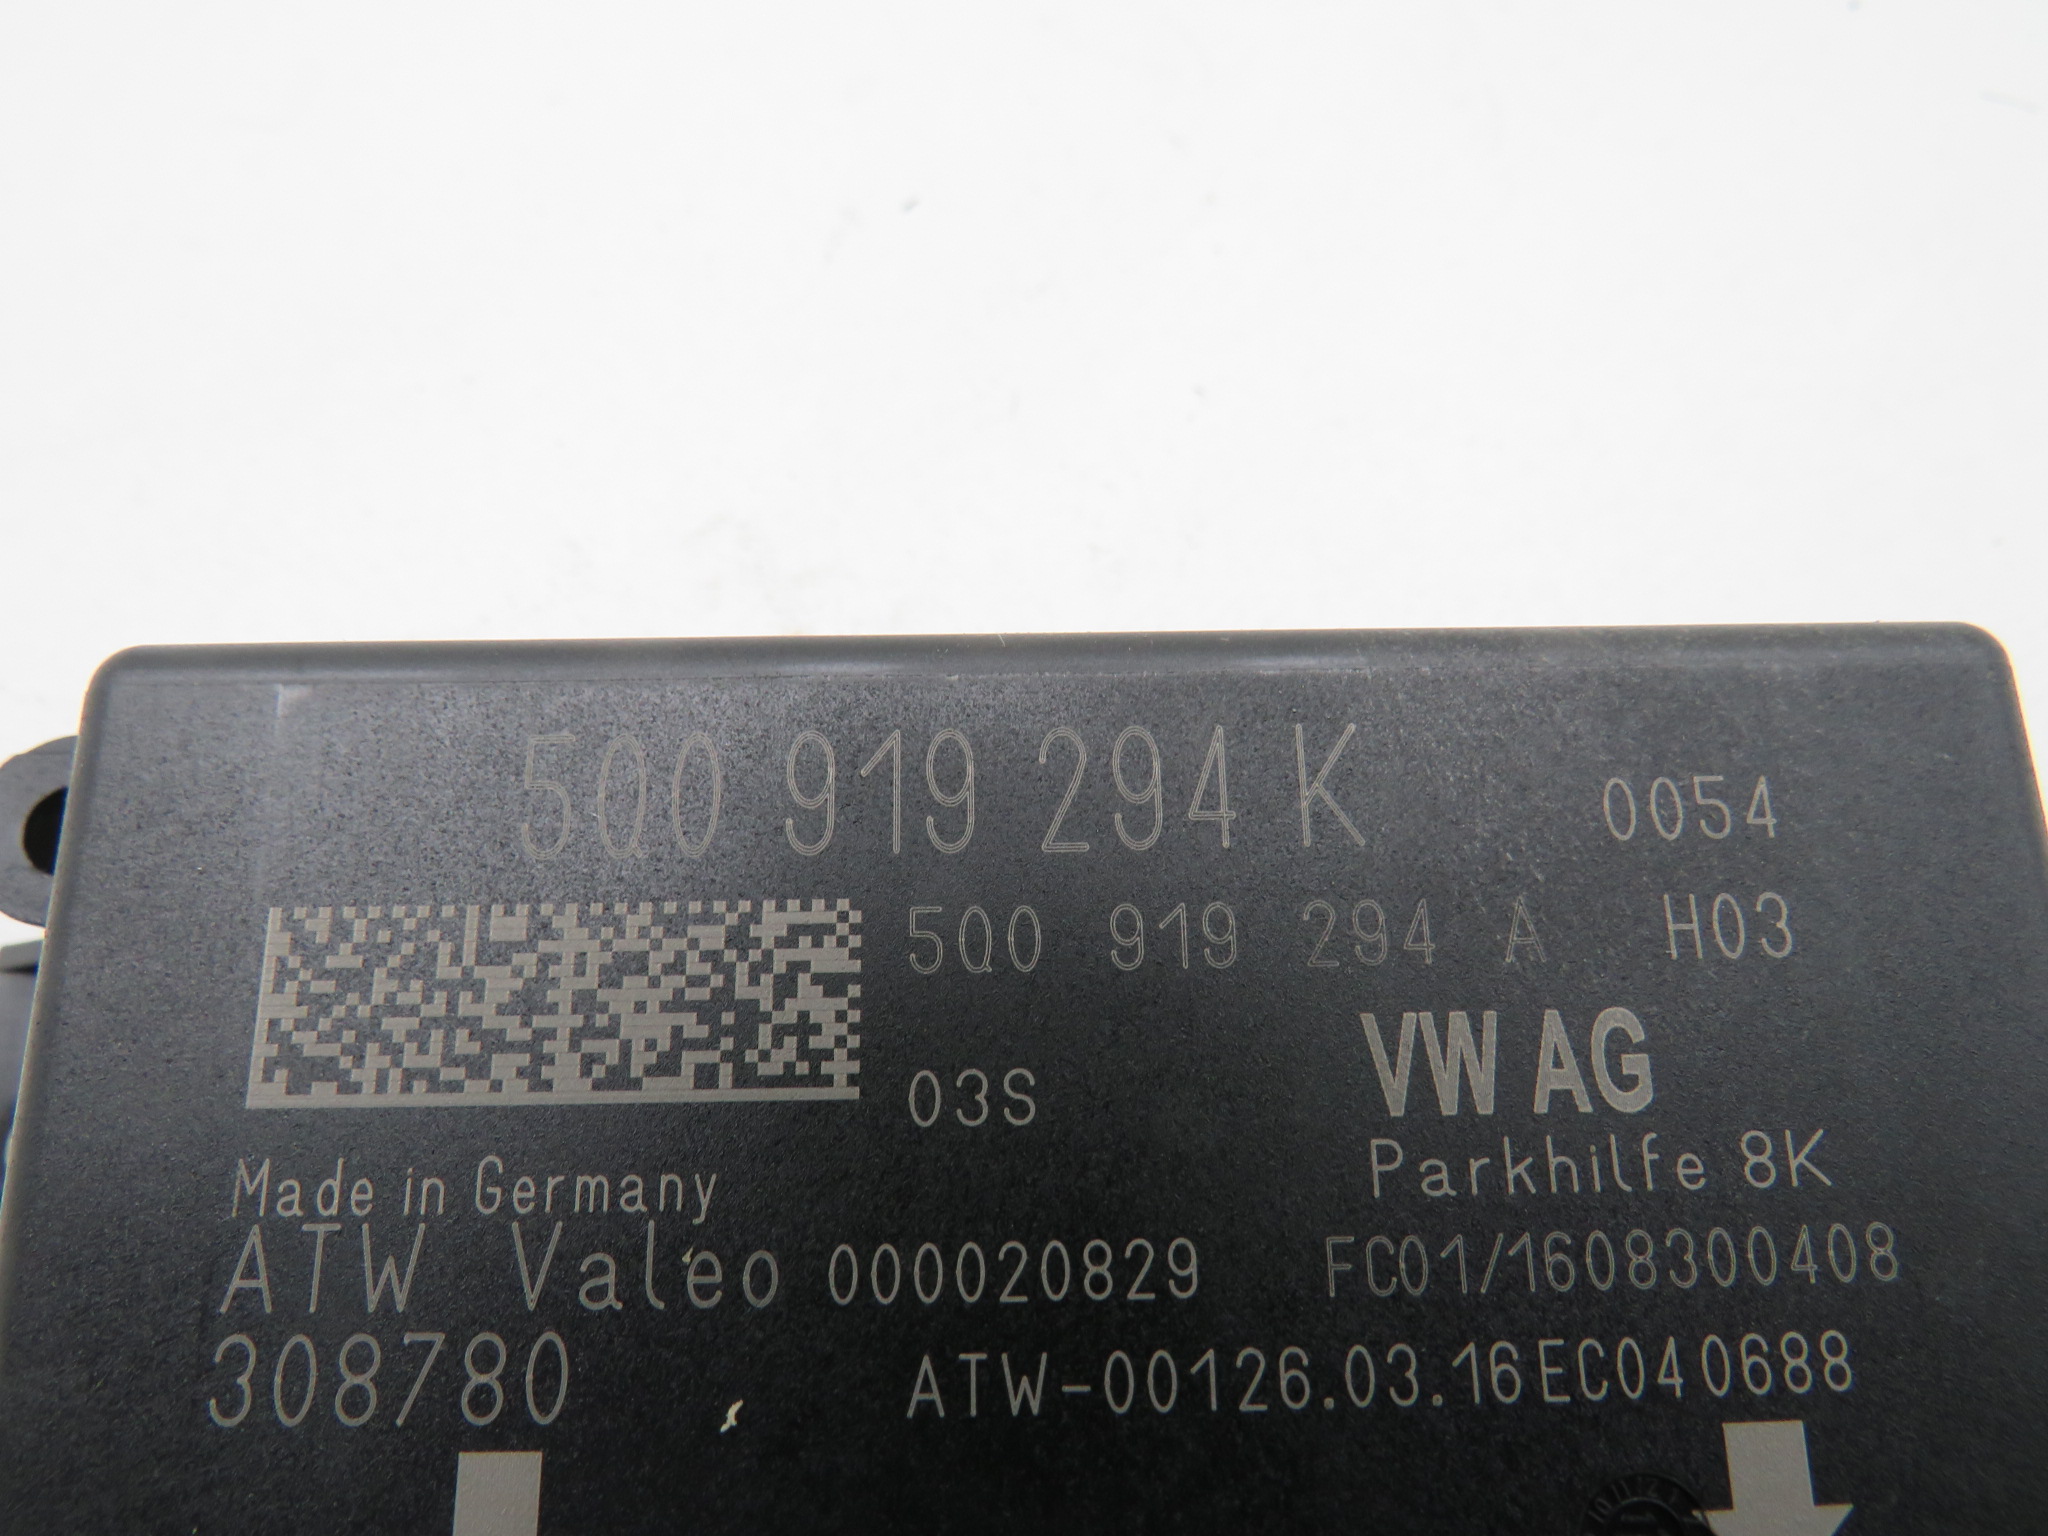 5Q0 919 294 K 0054
5Q0 919 294 A H03
VW AG
03S
Parkhilfe 8K
Made in Germany
ATW Valeo 000020829 FC01/1608300408
308780 ATW-00126.03.16EC040688